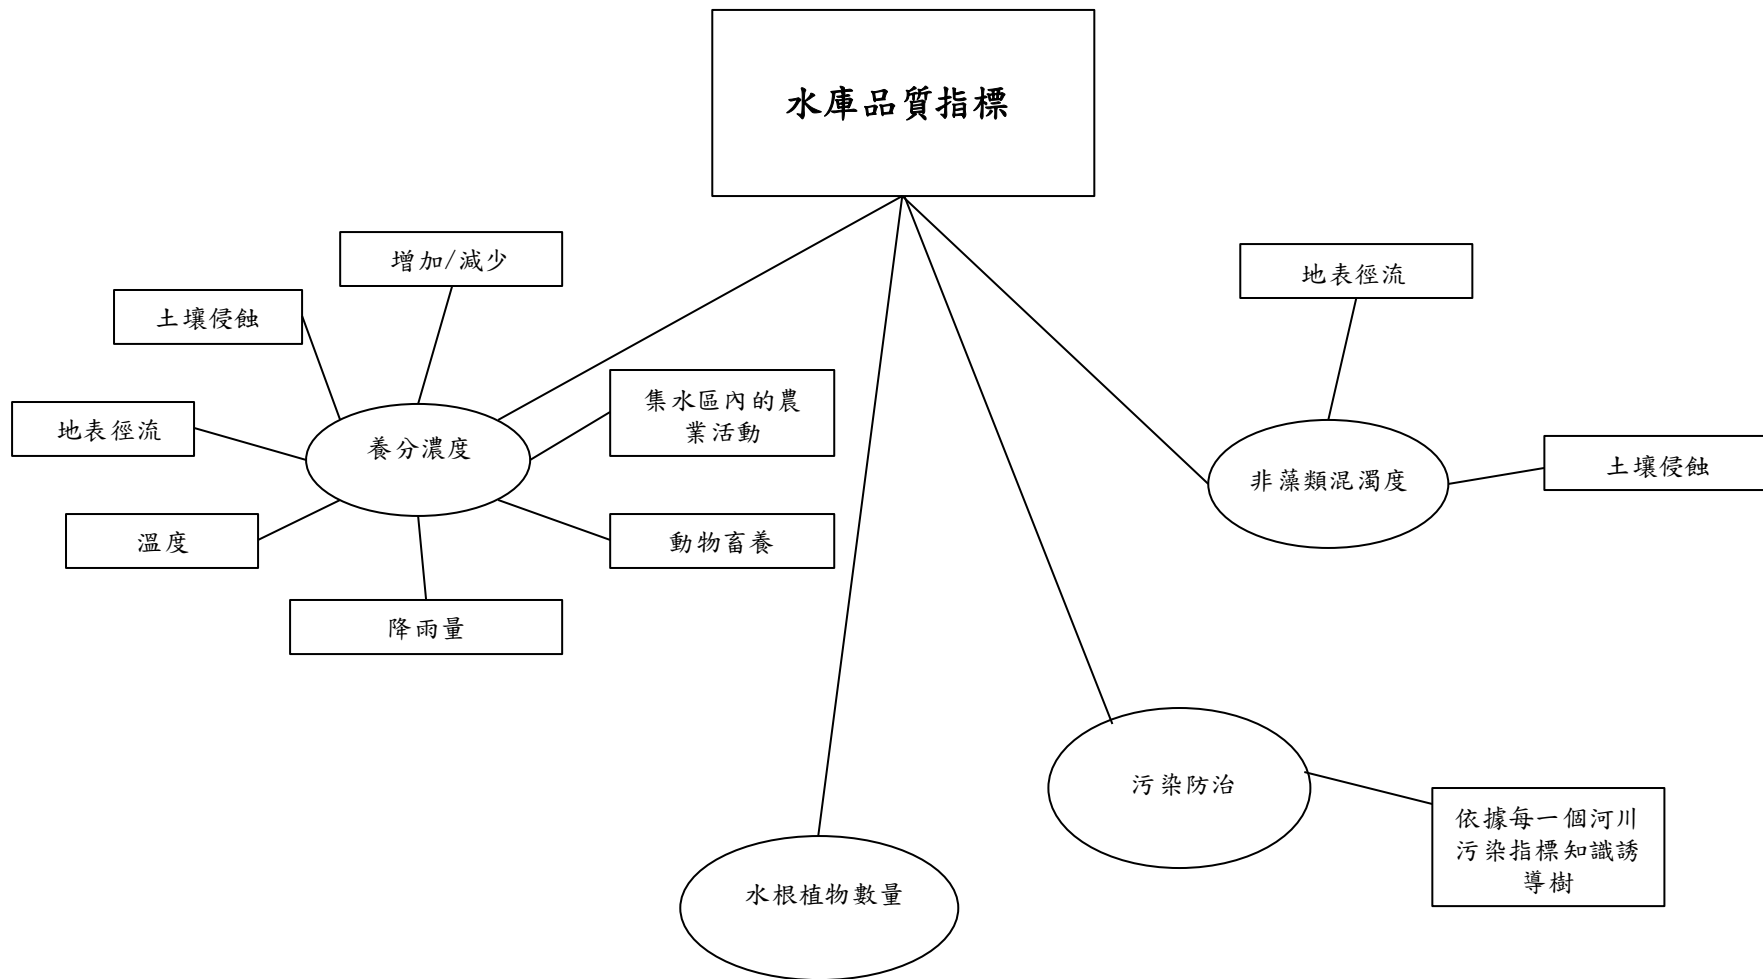 水庫品質指標
增加/減少
地表徑流
土壤侵蝕
集水區內的農
業活動
地表徑流
養分濃度
土壤侵蝕
非藻類混濁度
溫度
動物畜養
降雨量
污染防治
依據每一個河川
污染指標知識誘
導樹
水根植物數量